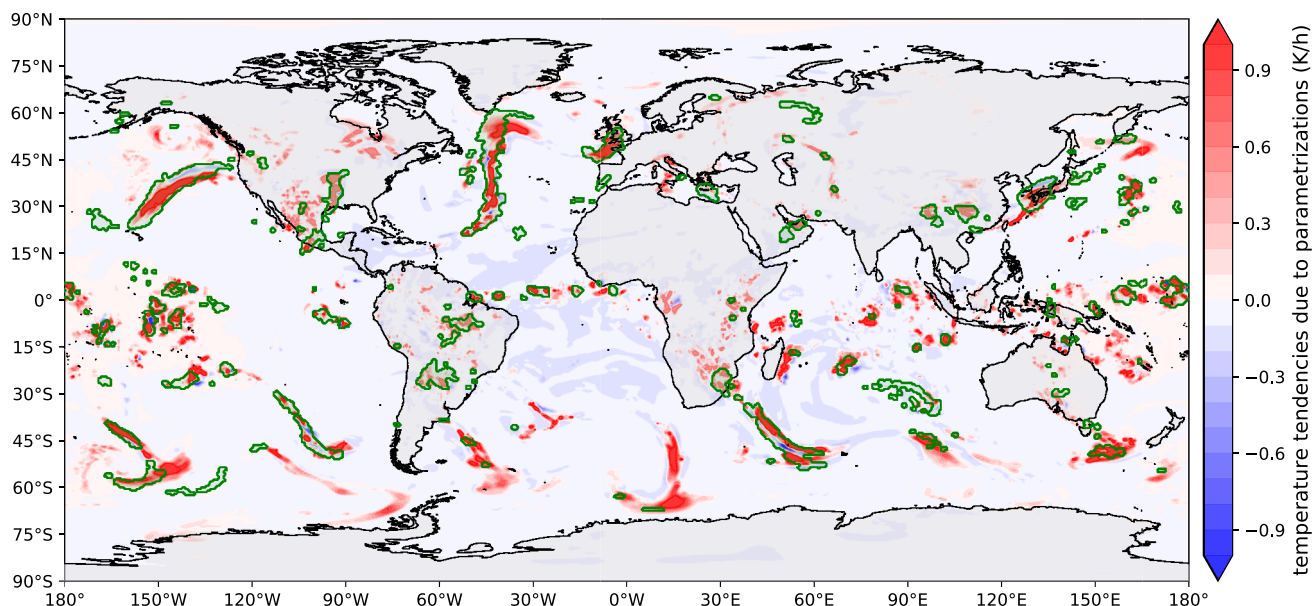 90°N
75°N
60°N
45°N
30°N
15°N
0°
15°S
30°S
45°S
60°S
75°S
90°S
180°
150°W
120°W
90°W
60°W
30°W
0°W
30°E
60°E
90°E
120°E
150°E
180°
0.9
0.6
0.3
0.0
−0.3
−0.6
−0.9
temperature tendencies due to parametrizations (K/h)